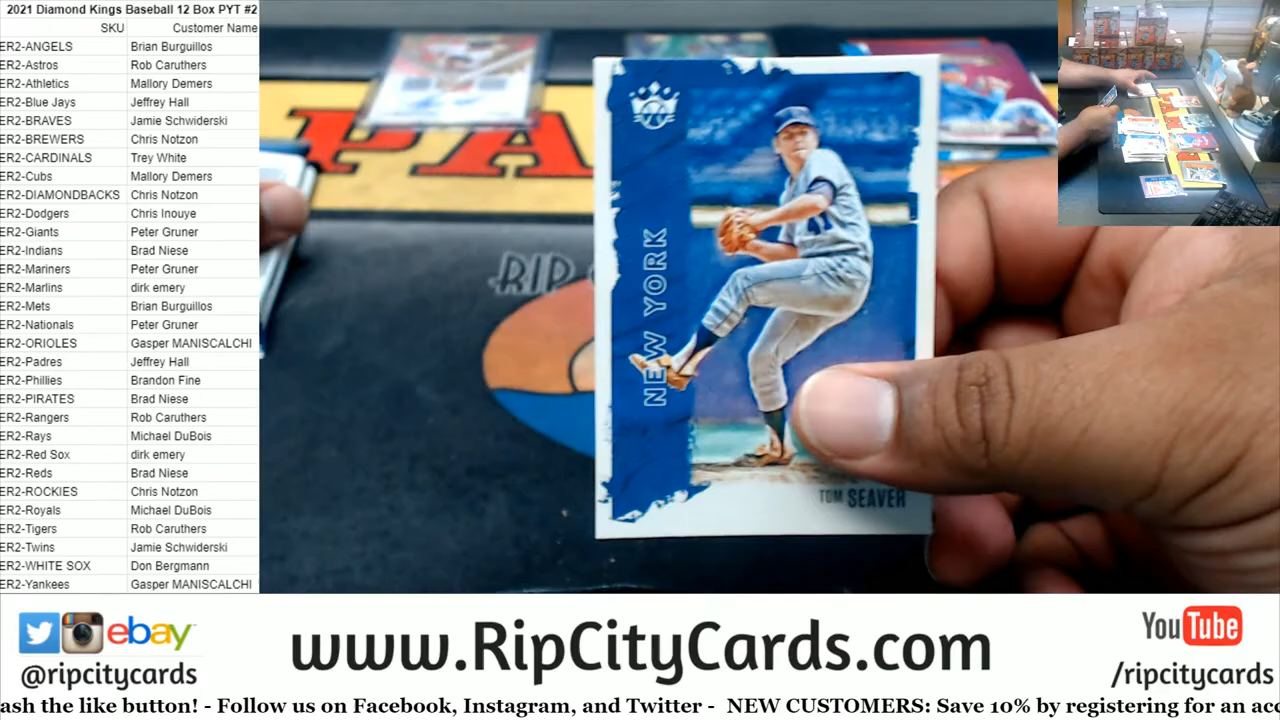 2021 Diamond Kings Baseball 12 Box PYT #2
SKU Customer Name
ER2-ANGELS Brian Burguillos
ER2-Astros Rob Caruthers
ER2-Athletics Mallory Demers
ER2-Blue Jays Jeffrey Hall
ER2-BRAVES Jamie Schwiderski
ER2-BREWERS Chris Notzon
ER2-CARDINALS Trey White
ER2-Cubs Mallory Demers
ER2-DIAMONDBACKS Chris Notzon
ER2-Dodgers Chris Inouye
ER2-Giants Peter Gruner
ER2-Indians Brad Niese
ER2-Mariners Peter Gruner
ER2-Marlins dirk emery
ER2-Mets Brian Burguillos
ER2-Nationals Peter Gruner
ER2-ORIOLES Gasper MANISCALCHI
ER2-Padres Jeffrey Hall
ER2-Phillies Brandon Fine
ER2-PIRATES Brad Niese
ER2-Rangers Rob Caruthers
ER2-Rays Michael DuBois
ER2-Red Sox dirk emery
ER2-Reds Brad Niese
ER2-ROCKIES Chris Notzon
ER2-Royals Michael DuBois
ER2-Tigers Rob Caruthers
ER2-Twins Jamie Schwiderski
ER2-WHITE SOX Don Bergmann
ER2-Yankees Gasper MANISCALCHI
PA
RIP
NEW YORK
41
TOM SEAVER
ebay
@ripcitycards
www.RipCityCards.com
YouTube
/ripcitycards
ash the like button! - Follow us on Facebook, Instagram, and Twitter - NEW CUSTOMERS: Save 10% by registering for an acc